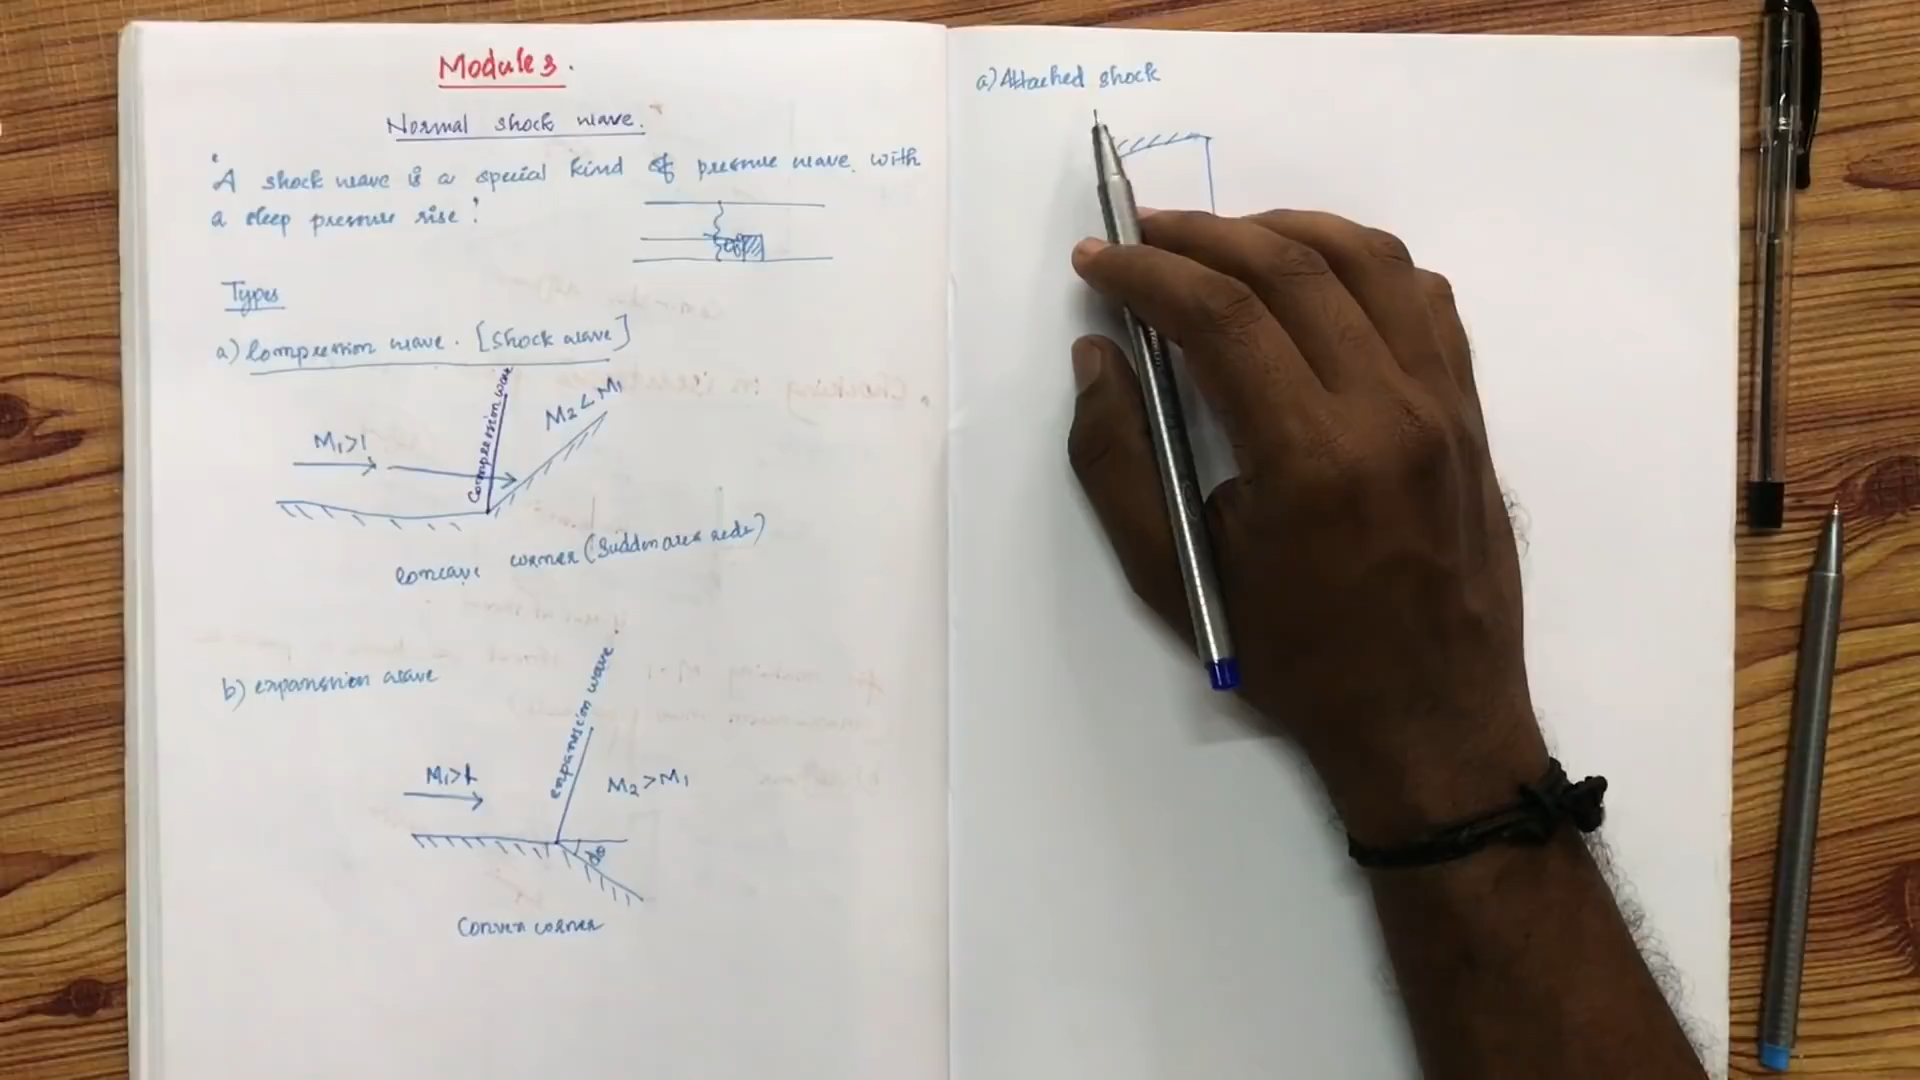 Module 3.
Normal shock wave.
"A shock wave is a special kind of pressure wave with
a steep pressure rise"
Types
a) Compression wave. [Shock wave]
M1>1
Compression wave
M2 < M1
concave corner (Sudden area redu)
b) expansion wave
M1>1
expansion wave
M2 > M1
dθ
Convex corner
a) Attached shock